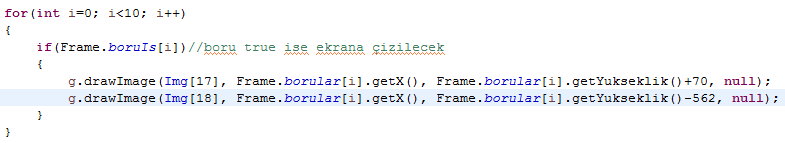 for(int i=0; i<10; i++)
{
if(Frame.boruIs[i])//boru true ise ekrana çizilecek
{
g.drawImage(Img[17], Frame.borular[i].getX(), Frame.borular[i].getYukseklik()+70, null);
g.drawImage(Img[18], Frame.borular[i].getX(), Frame.borular[i].getYukseklik()-562, null);
}
}